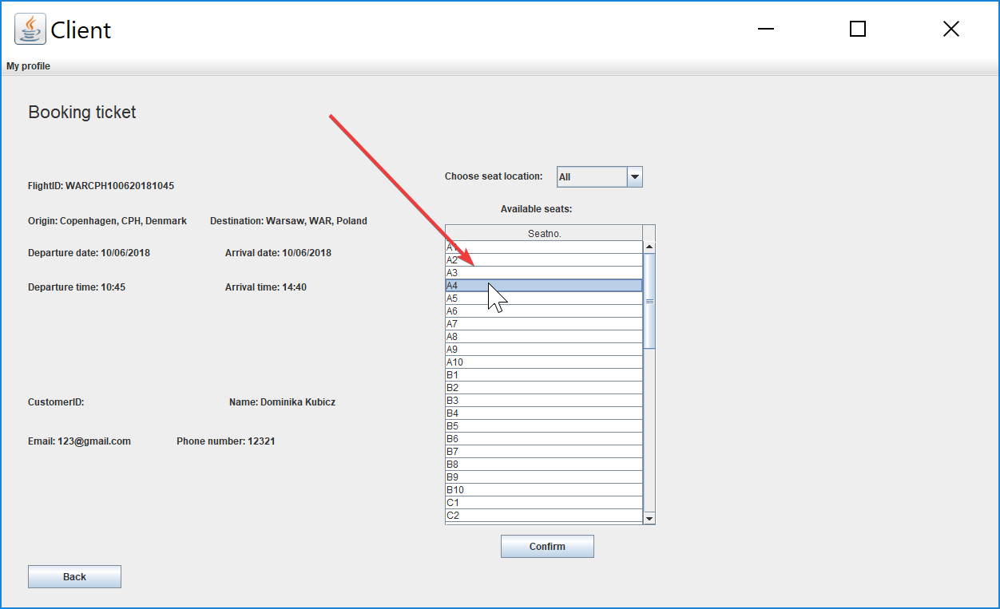 Client
My profile
Booking ticket
Choose seat location: All
FlightID: WARCPH100620181045
Available seats:
Origin: Copenhagen, CPH, Denmark Destination: Warsaw, WAR, Poland
Seatno.
A1
Departure date: 10/06/2018 Arrival date: 10/06/2018
A2
A3
Departure time: 10:45 Arrival time: 14:40
A4
A5
A6
A7
A8
A9
A10
B1
B2
CustomerID: Name: Dominika Kubicz
B3
B4
B5
Email: 123@gmail.com Phone number: 12321
B6
B7
B8
B9
B10
C1
C2
Confirm
Back